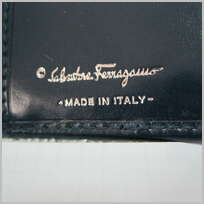 © Salvatore Ferragamo
- MADE IN ITALY -